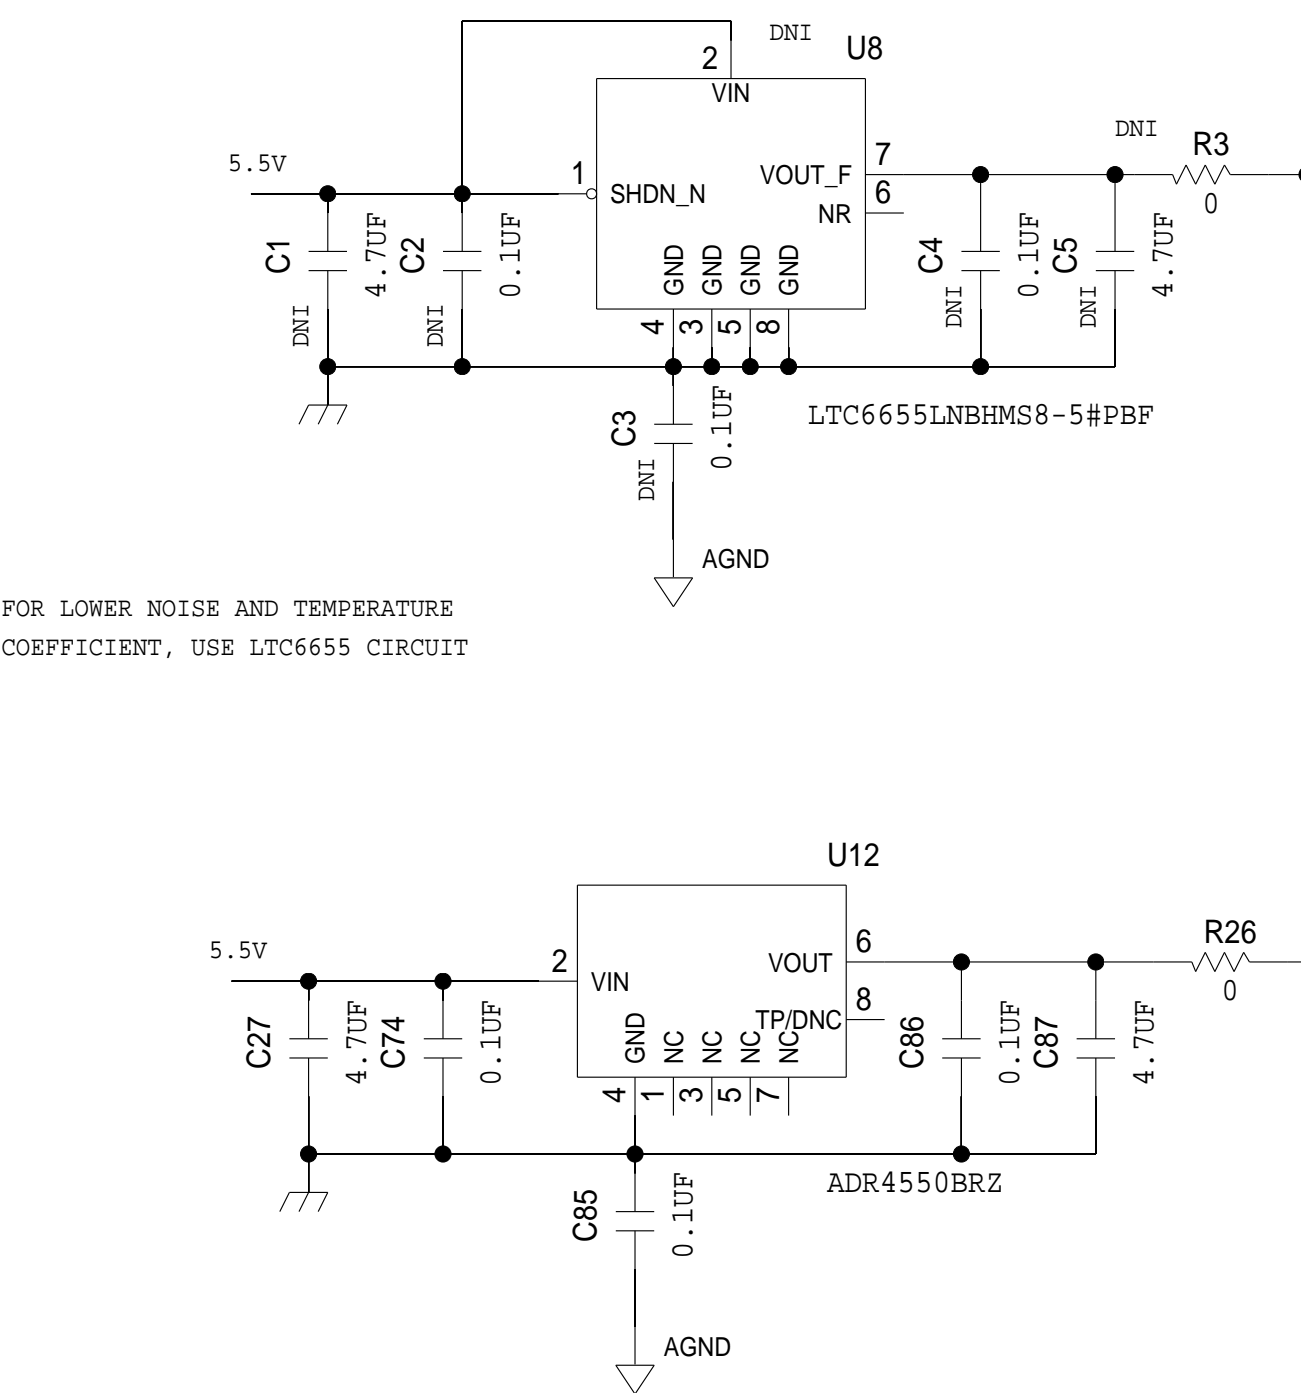 DNI
U8
2
VIN
5.5V
1
SHDN_N
VOUT_F
7
NR
6
DNI
R3
0
C1
4.7UF
DNI
C2
0.1UF
DNI
GND
GND
GND
GND
4
3
5
8
C4
0.1UF
DNI
C5
4.7UF
DNI
C3
0.1UF
DNI
LTC6655LNBHMS8-5#PBF
AGND
FOR LOWER NOISE AND TEMPERATURE
COEFFICIENT, USE LTC6655 CIRCUIT
U12
5.5V
2
VIN
VOUT
6
TP/DNC
8
R26
0
C27
4.7UF
C74
0.1UF
GND
NC
NC
NC
NC
4
1
3
5
7
C86
0.1UF
C87
4.7UF
ADR4550BRZ
C85
0.1UF
AGND